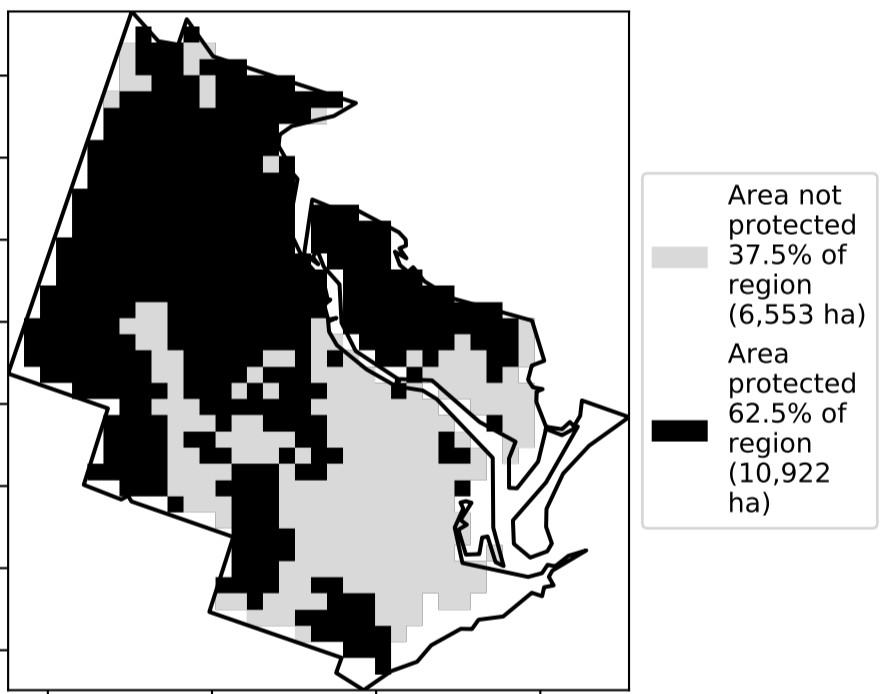 Area not
protected
37.5% of
region
(6,553 ha)
Area
protected
62.5% of
region
(10,922
ha)